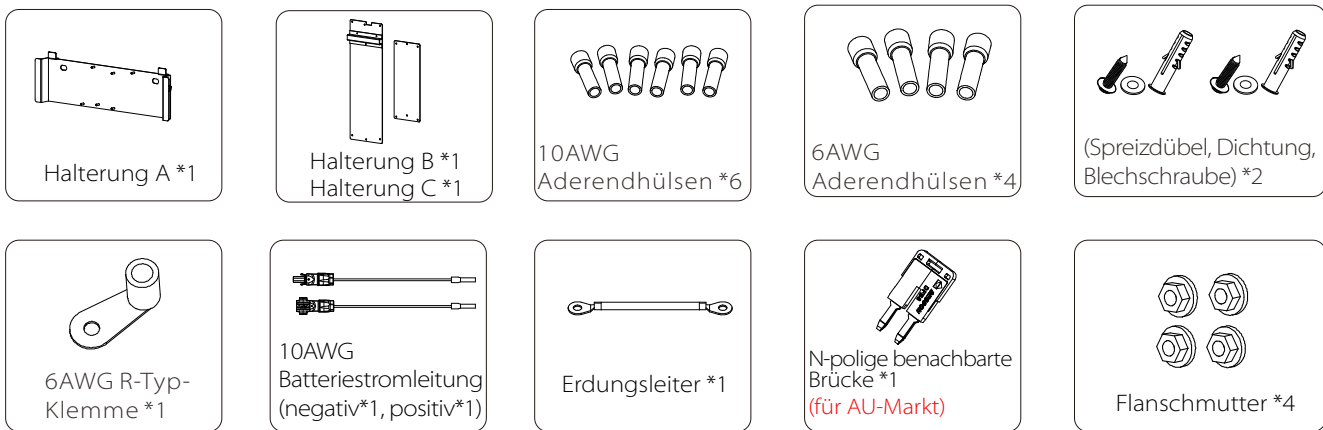 Halterung A *1
Halterung B *1
Halterung C *1
10AWG
Aderendhülsen *6
6AWG
Aderendhülsen *4
(Spreizdübel, Dichtung,
Blechschraube) *2
6AWG R-Typ-
Klemme *1
10AWG
Batteriestromleitung
(negativ*1, positiv*1)
Erdungsleiter *1
N-polige benachbarte
Brücke *1
(für AU-Markt)
Flanschmutter *4